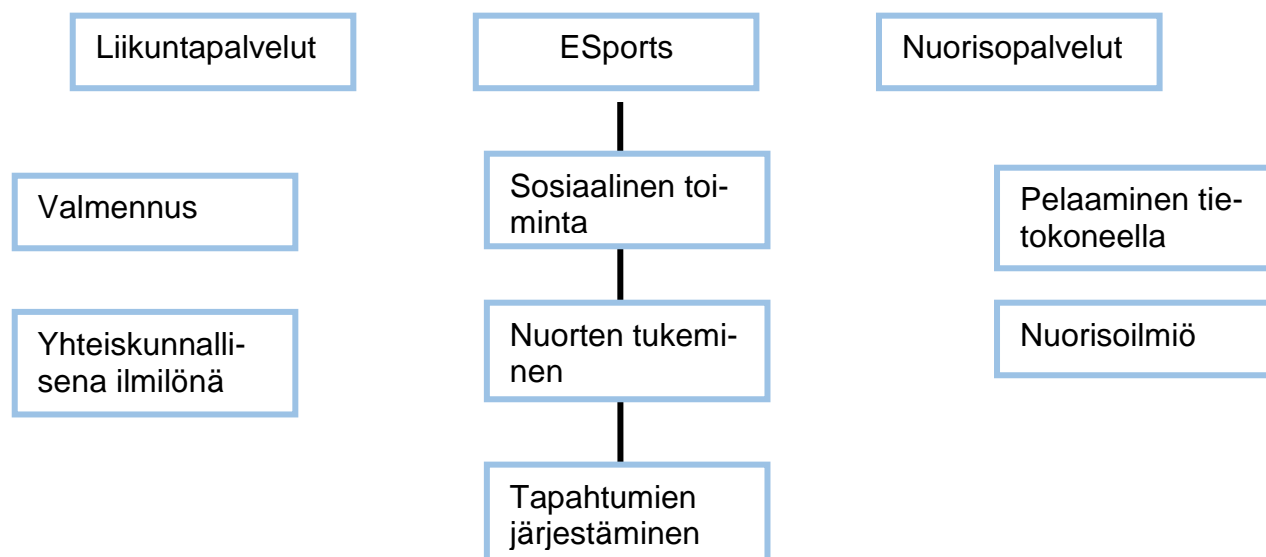 Liikuntapalvelut
ESports
Nuorisopalvelut
Valmennus
Yhteiskunnalli-
sena ilmilönä
Sosiaalinen toi-
minta
Nuorten tukemi-
nen
Tapahtumien
järjestäminen
Pelaaminen tie-
tokoneella
Nuorisoilmiö